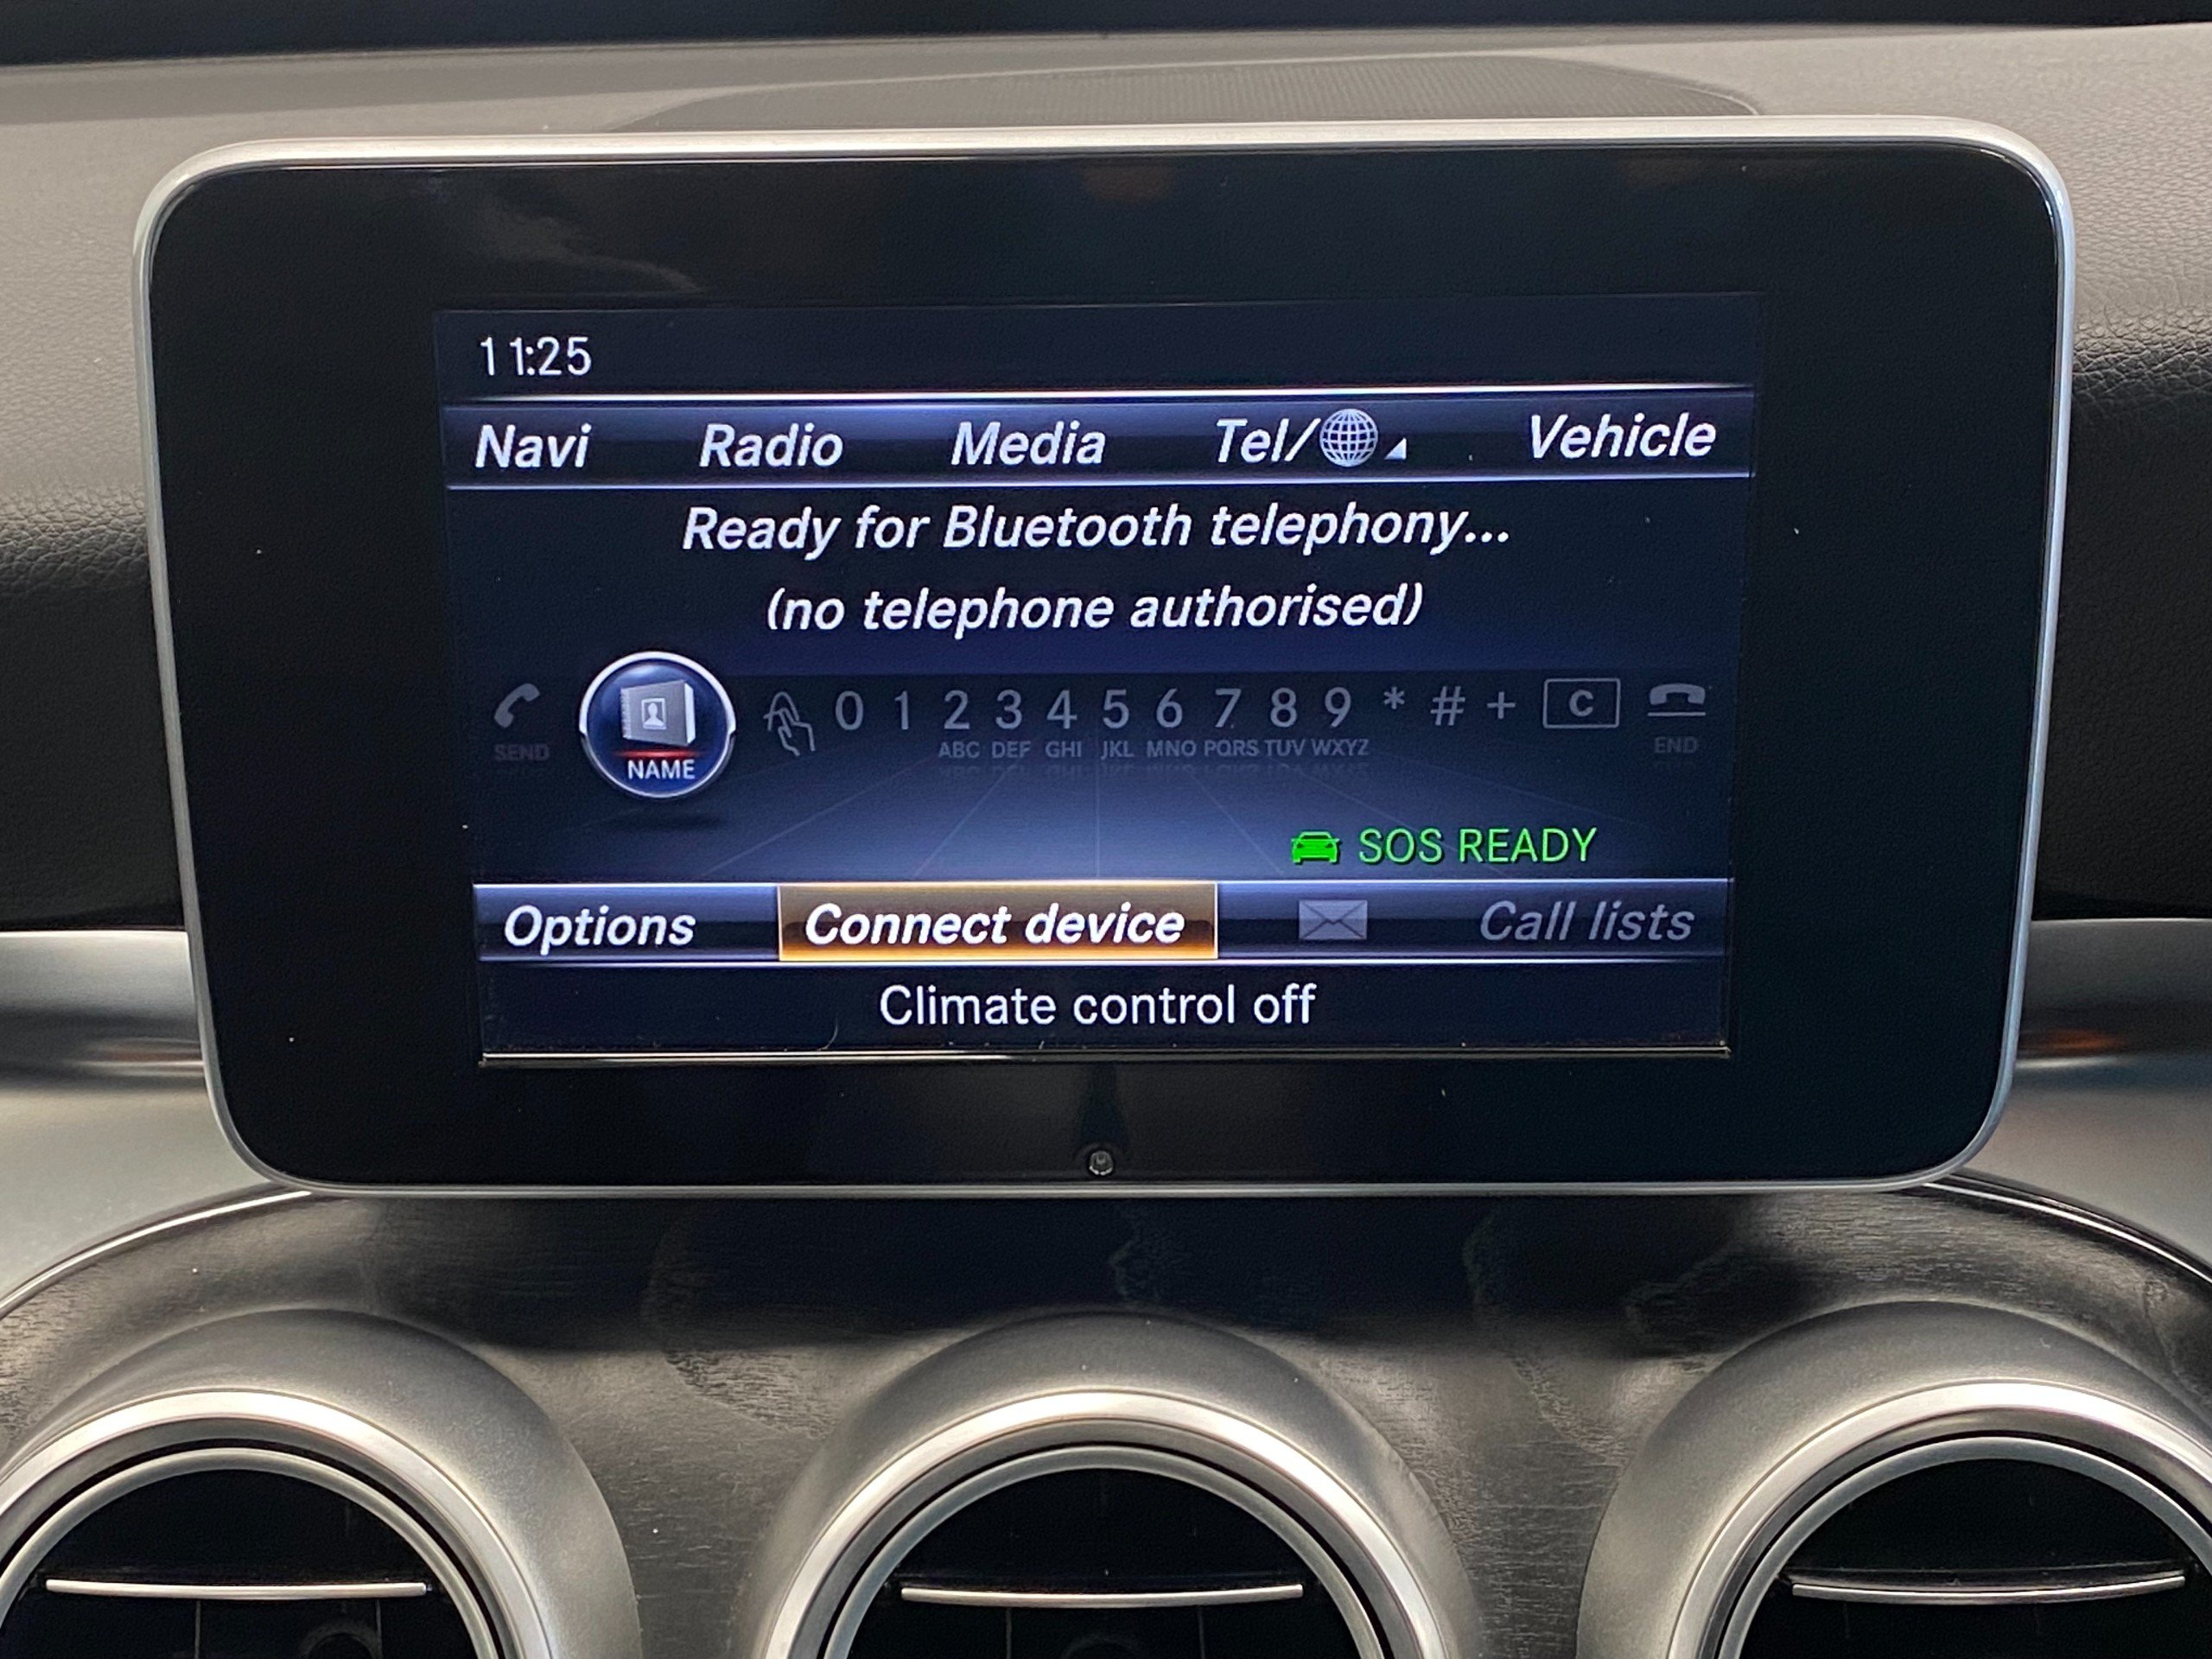 11:25
Navi Radio Media Tel/ Vehicle
Ready for Bluetooth telephony...
(no telephone authorised)
0 1 2 3 4 5 6 7 8 9 * # + C
SEND NAME ABC DEF GHI JKL MNO PQRS TUV WXYZ END
SOS READY
Options Connect device Call lists
Climate control off